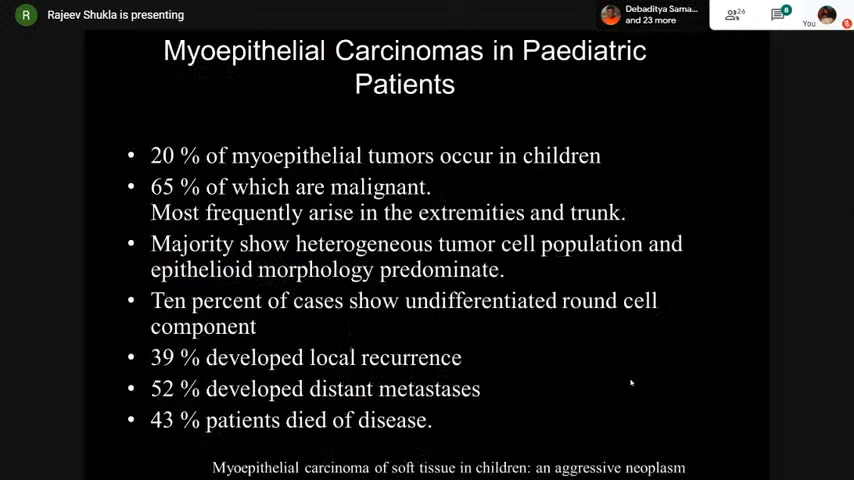 R Rajeev Shukla is presenting
Debaditya Sama...
and 23 more
26
8
You
Myoepithelial Carcinomas in Paediatric
Patients
• 20 % of myoepithelial tumors occur in children
• 65 % of which are malignant.
Most frequently arise in the extremities and trunk.
• Majority show heterogeneous tumor cell population and
epithelioid morphology predominate.
• Ten percent of cases show undifferentiated round cell
component
• 39 % developed local recurrence
• 52 % developed distant metastases
• 43 % patients died of disease.
Myoepithelial carcinoma of soft tissue in children: an aggressive neoplasm